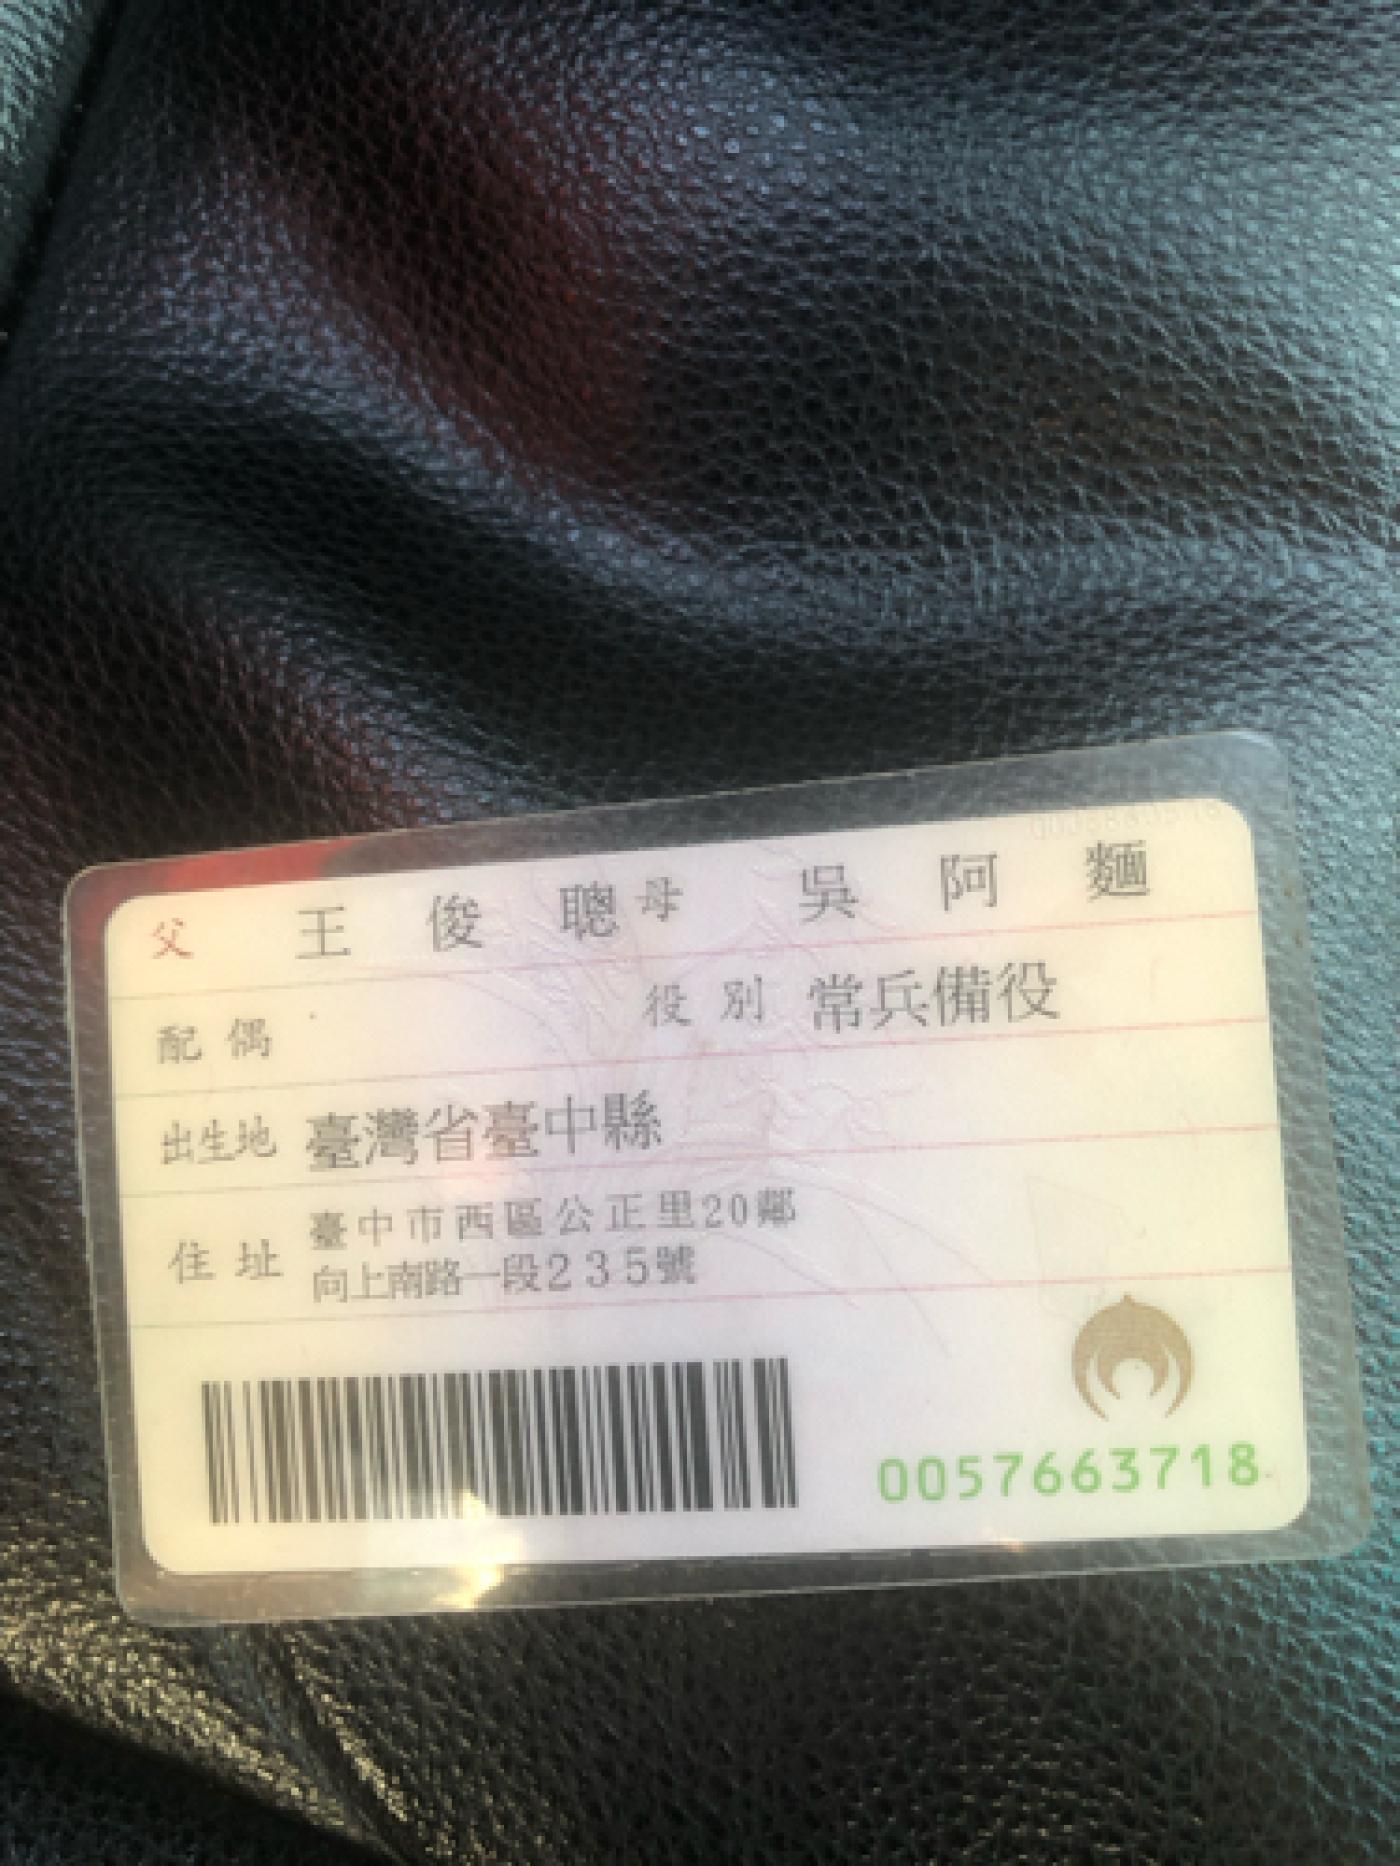 父 王俊聰 母 吳阿麵
配偶 役別 常兵備役
出生地 臺灣省臺中縣
住址 臺中市西區公正里20鄰
向上南路一段235號
0057663718